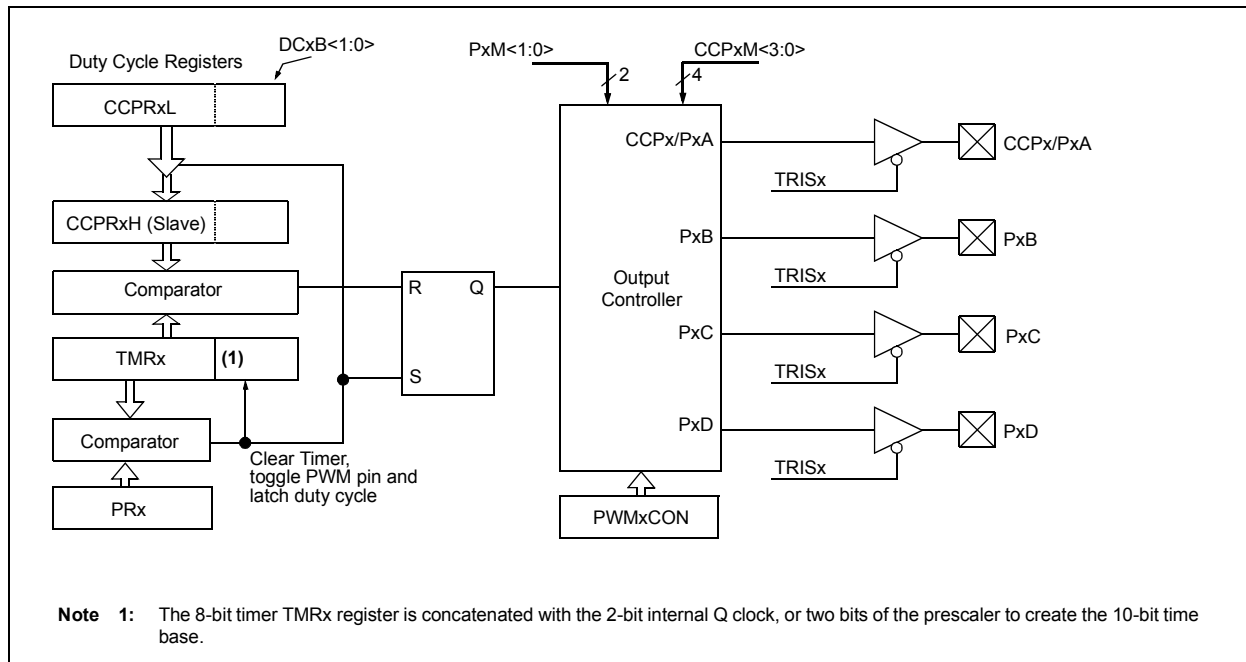 DCxB<1:0>
Duty Cycle Registers
CCPRxL
CCPRxH (Slave)
Comparator
TMRx
(1)
Comparator
PRx
Clear Timer,
toggle PWM pin and
latch duty cycle
R
Q
S
PxM<1:0>
2
CCPxM<3:0>
4
Output
Controller
CCPx/PxA
PxB
PxC
PxD
PWMxCON
TRISx
CCPx/PxA
TRISx
PxB
TRISx
PxC
TRISx
PxD
Note 1: The 8-bit timer TMRx register is concatenated with the 2-bit internal Q clock, or two bits of the prescaler to create the 10-bit time
base.